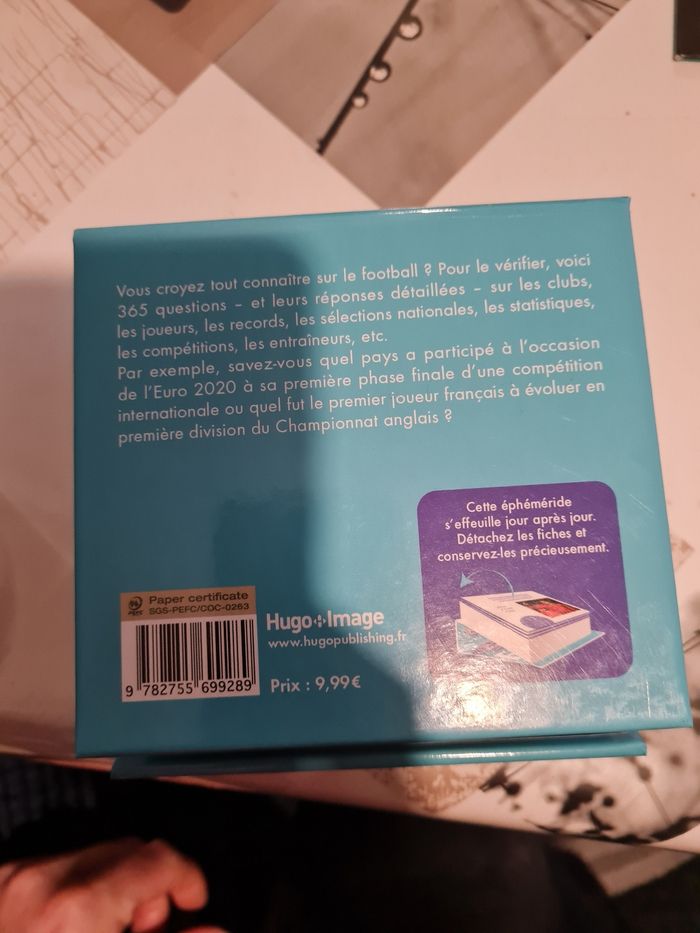 Vous croyez tout connaître sur le football ? Pour le vérifier, voici
365 questions – et leurs réponses détaillées – sur les clubs,
les joueurs, les records, les sélections nationales, les statistiques,
les compétitions, les entraîneurs, etc.
Par exemple, savez-vous quel pays a participé à l'occasion
de l'Euro 2020 à sa première phase finale d'une compétition
internationale ou quel fut le premier joueur français à évoluer en
première division du Championnat anglais ?
Cette éphéméride
s'effeuille jour après jour.
Détachez les fiches et
conservez-les précieusement.
Paper certificate
SGS-PEFC/COC-0263
Hugo+Image
www.hugopublishing.fr
9 782755 699289
Prix : 9,99€